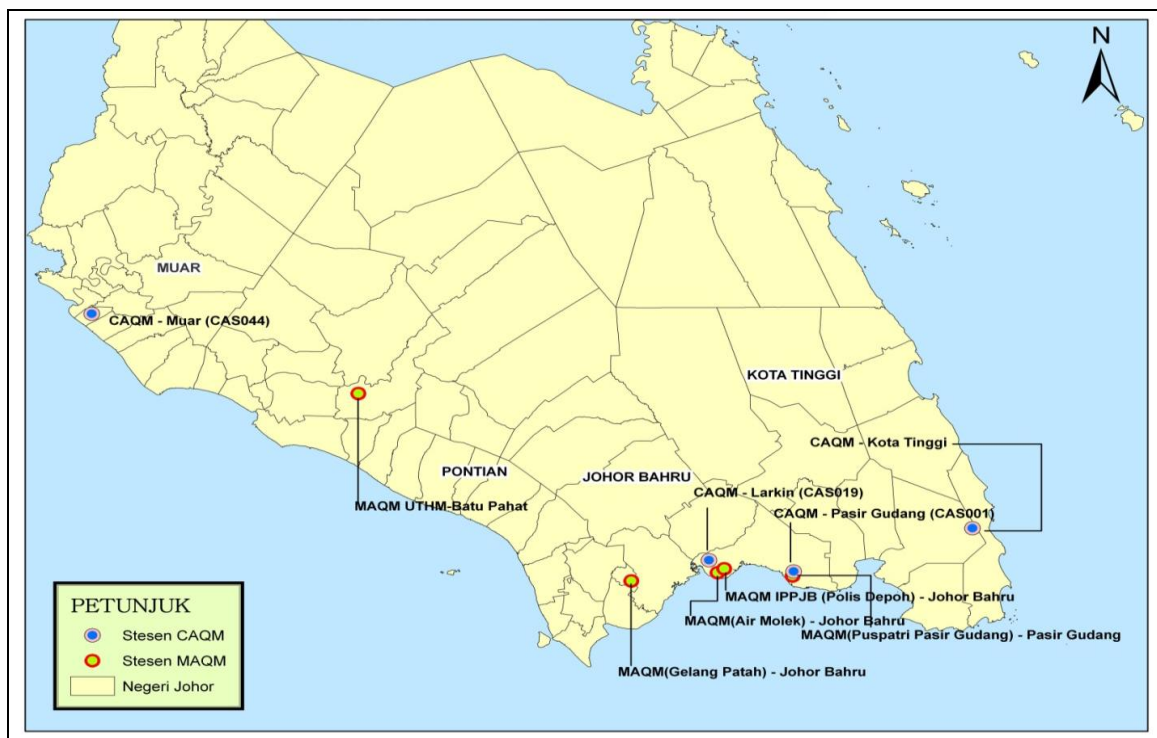 N
MUAR
CAQM - Muar (CAS044)
KOTA TINGGI
CAQM - Kota Tinggi
PONTIAN
JOHOR BAHRU
CAQM - Larkin (CAS019)
MAQM UTHM-Batu Pahat
CAQM - Pasir Gudang (CAS001)
MAQM IPPJB (Polis Depoh) - Johor Bahru
MAQM(Air Molek) - Johor Bahru
MAQM(Puspatri Pasir Gudang) - Pasir Gudang
MAQM(Gelang Patah) - Johor Bahru
PETUNJUK
Stesen CAQM
Stesen MAQM
Negeri Johor